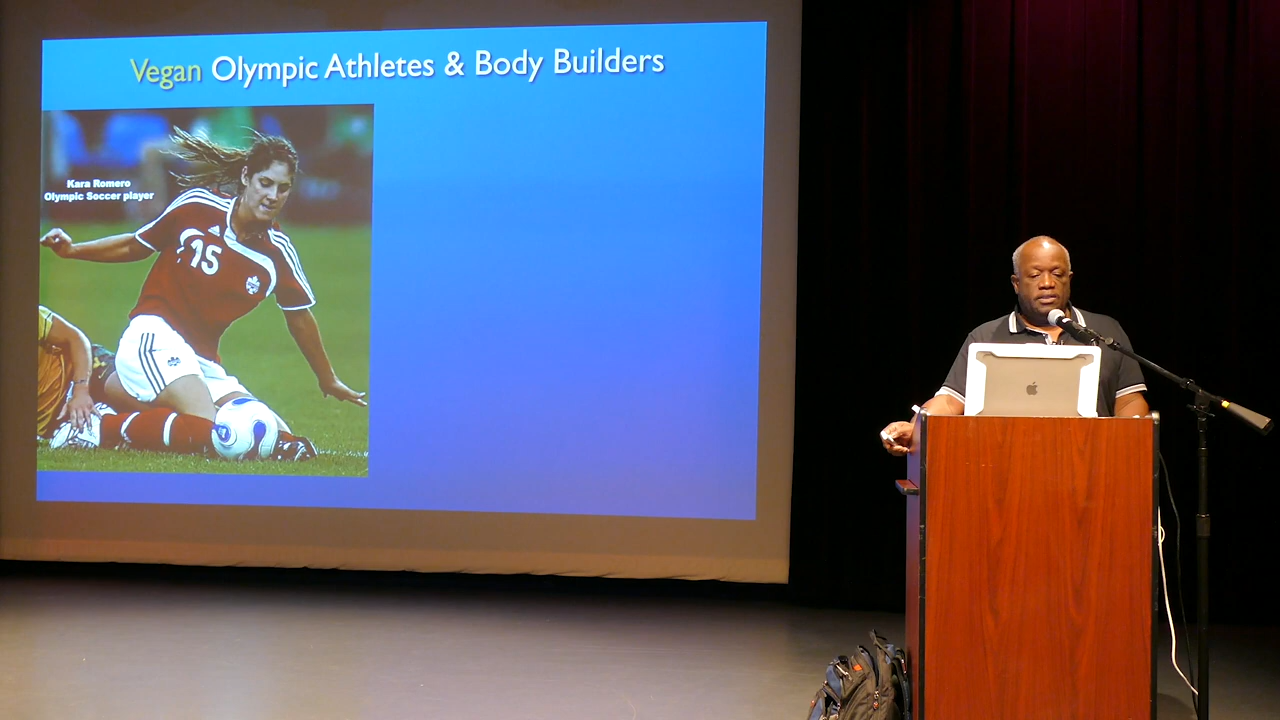 Vegan Olympic Athletes & Body Builders
Kara Romero
Olympic Soccer player
15